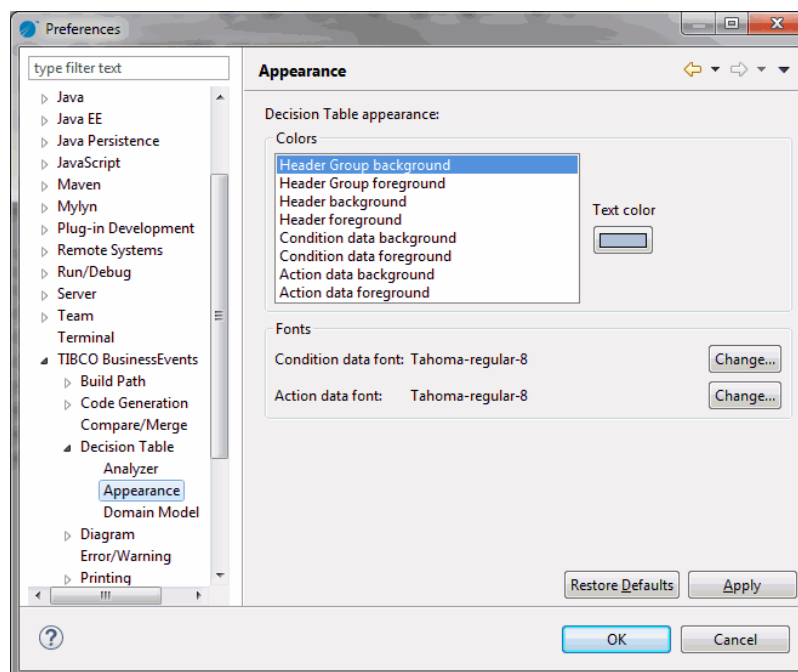 Preferences
type filter text
Java
Java EE
Java Persistence
JavaScript
Maven
Mylyn
Plug-in Development
Remote Systems
Run/Debug
Server
Team
Terminal
TIBCO BusinessEvents
Build Path
Code Generation
Compare/Merge
Decision Table
Analyzer
Appearance
Domain Model
Diagram
Error/Warning
Printing
Appearance
Decision Table appearance:
Colors
Header Group background
Header Group foreground
Header background
Header foreground
Condition data background
Condition data foreground
Action data background
Action data foreground
Text color
Fonts
Condition data font: Tahoma-regular-8 Change...
Action data font: Tahoma-regular-8 Change...
Restore Defaults Apply
OK Cancel